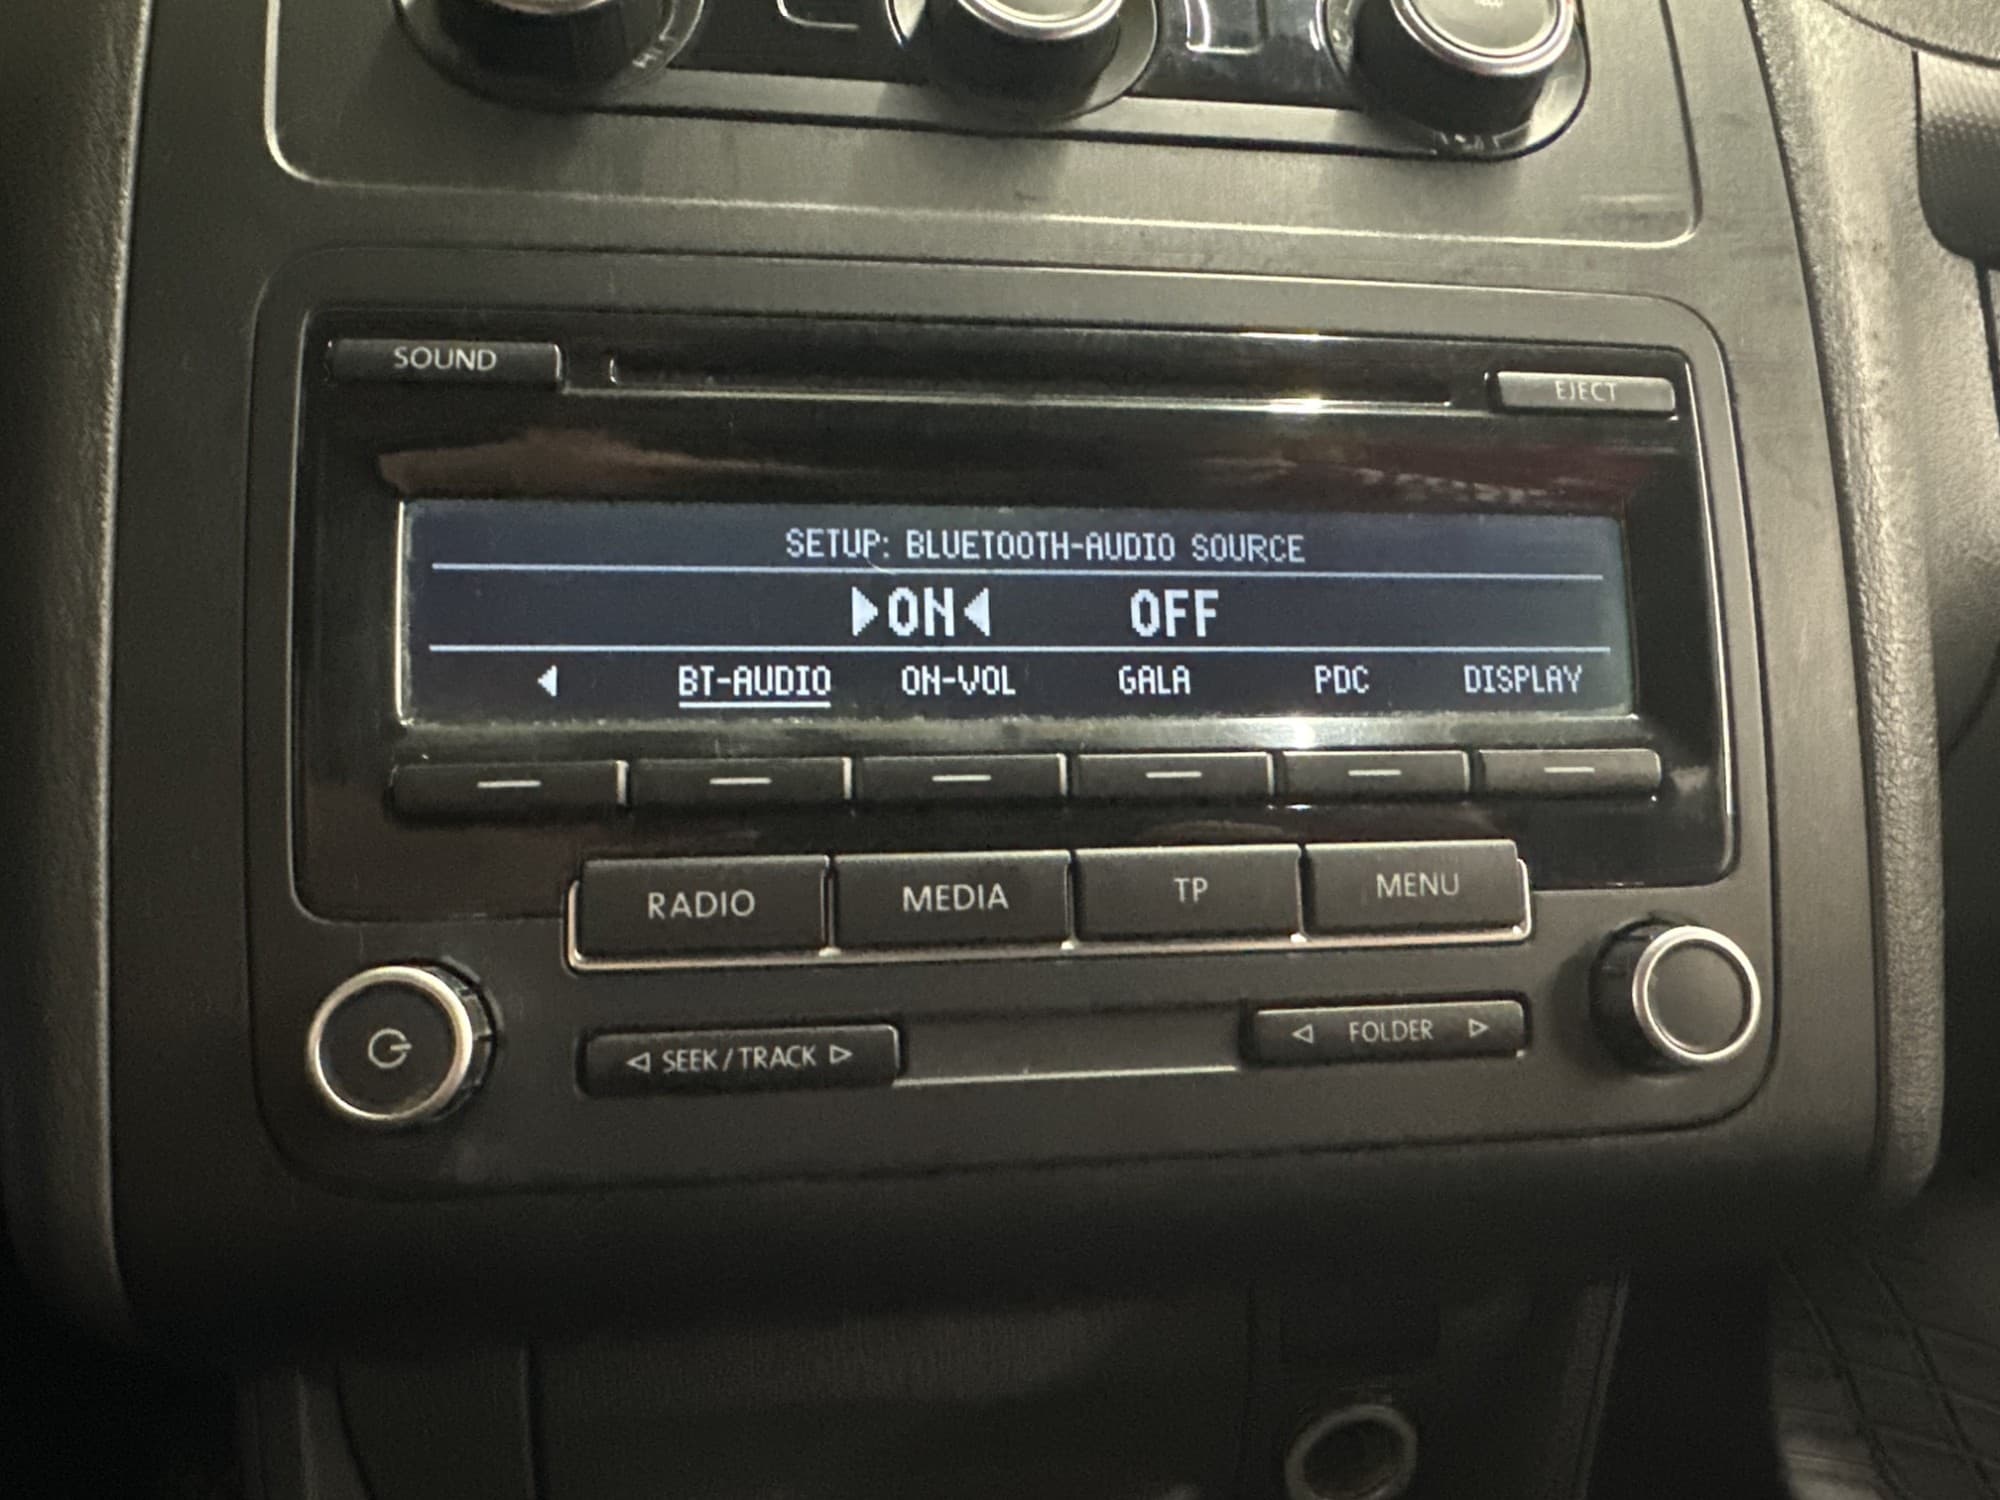 SOUND
EJECT
SETUP: BLUETOOTH-AUDIO SOURCE
▶ON◀ OFF
◀ BT-AUDIO ON-VOL GALA PDC DISPLAY
RADIO MEDIA TP MENU
◁ SEEK / TRACK ▷
◁ FOLDER ▷